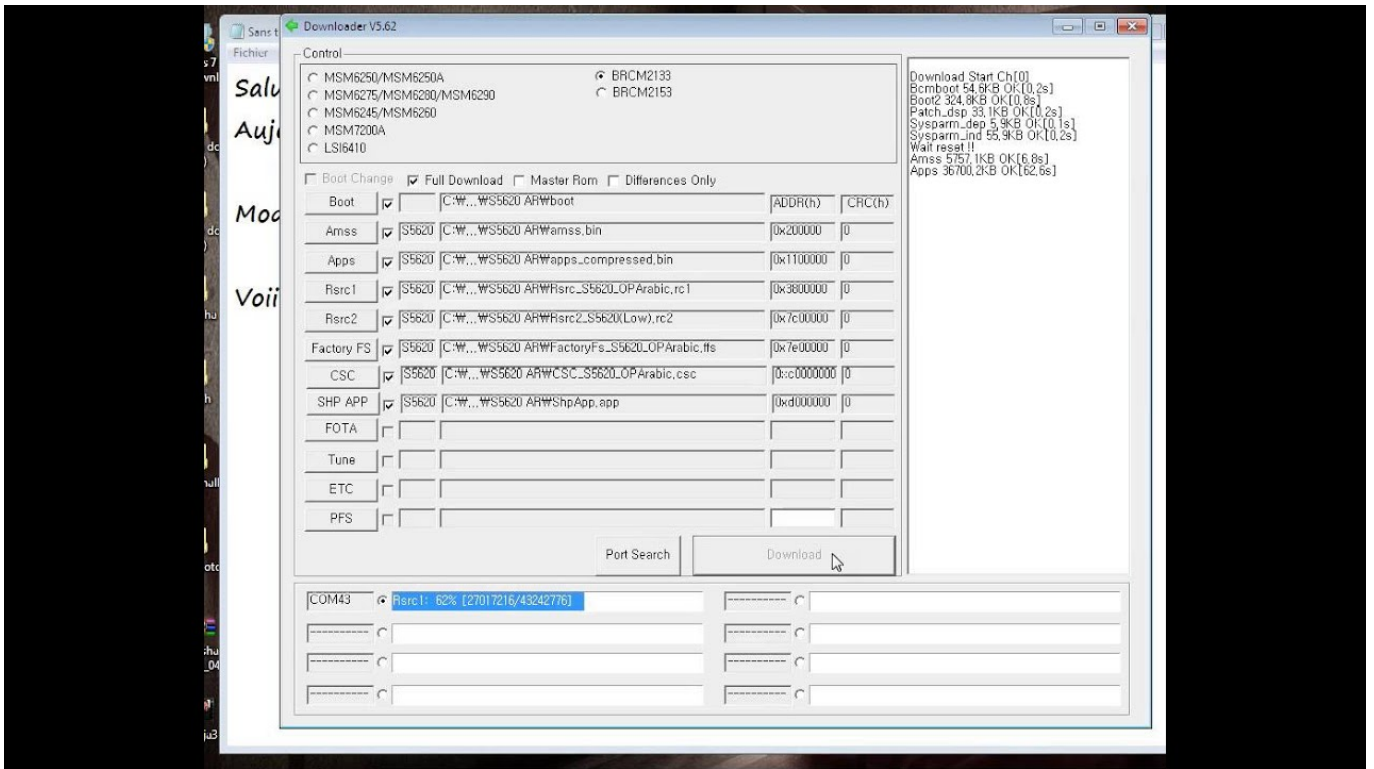 Sans t
Downloader V5.62
Fichier
Control
MSM6250/MSM6250A
MSM6275/MSM6280/MSM6290
MSM6245/MSM6260
MSM7200A
LSI6410
BRCM2133
BRCM2153
Salu
Auj
Mod
Voii
Boot Change
Full Download
Master Rom
Differences Only
Boot C:₩,,,₩S5620 AR₩boot ADDR(h) CRC(h)
Amss S5620 C:₩,,,₩S5620 AR₩amss,bin 0x200000 0
Apps S5620 C:₩,,,₩S5620 AR₩apps_compressed,bin 0x1100000 0
Rsrc1 S5620 C:₩,,,₩S5620 AR₩Rsrc_S5620_OPArabic,rc1 0x3800000 0
Rsrc2 S5620 C:₩,,,₩S5620 AR₩Rsrc2_S5620(Low),rc2 0x7c00000 0
Factory FS S5620 C:₩,,,₩S5620 AR₩FactoryFs_S5620_OPArabic,ffs 0x7e00000 0
CSC S5620 C:₩,,,₩S5620 AR₩CSC_S5620_OPArabic,csc 0xc0000000 0
SHP APP S5620 C:₩,,,₩S5620 AR₩ShpApp,app 0xd000000 0
FOTA
Tune
ETC
PFS
Port Search
Download
Download Start Ch[0]
Bcmboot 54,6KB OK[0,2s]
Boot2 324,8KB OK[0,8s]
Patch_dsp 33,1KB OK[0,2s]
Sysparm_dep 5,9KB OK[0,1s]
Sysparm_ind 55,9KB OK[0,2s]
Wait reset !!
Amss 5757,1KB OK[6,8s]
Apps 36700,2KB OK[62,6s]
COM43 Rsrc1: 62% [27017216/43242776]